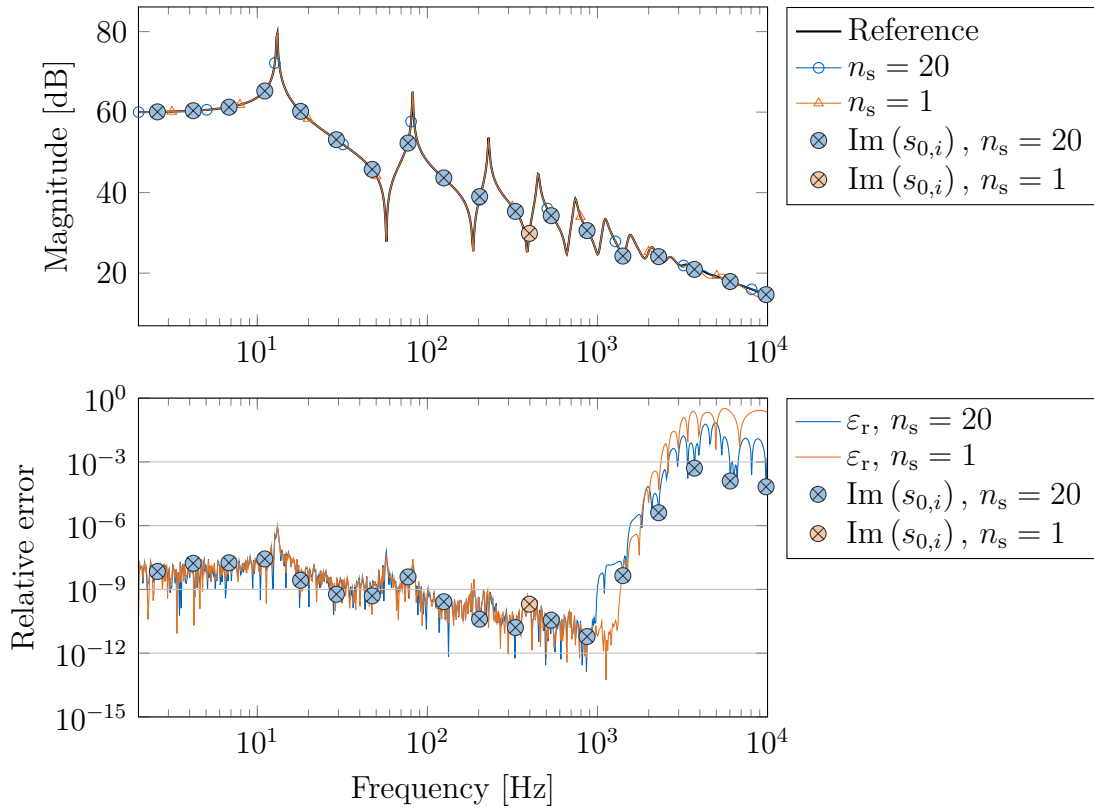 80
60
40
20
Magnitude [dB]
10^1
10^2
10^3
10^4
Reference
n_s = 20
n_s = 1
Im (s_{0,i}) , n_s = 20
Im (s_{0,i}) , n_s = 1
10^0
10^{-3}
10^{-6}
10^{-9}
10^{-12}
10^{-15}
Relative error
10^1
10^2
10^3
10^4
Frequency [Hz]
ε_r, n_s = 20
ε_r, n_s = 1
Im (s_{0,i}) , n_s = 20
Im (s_{0,i}) , n_s = 1